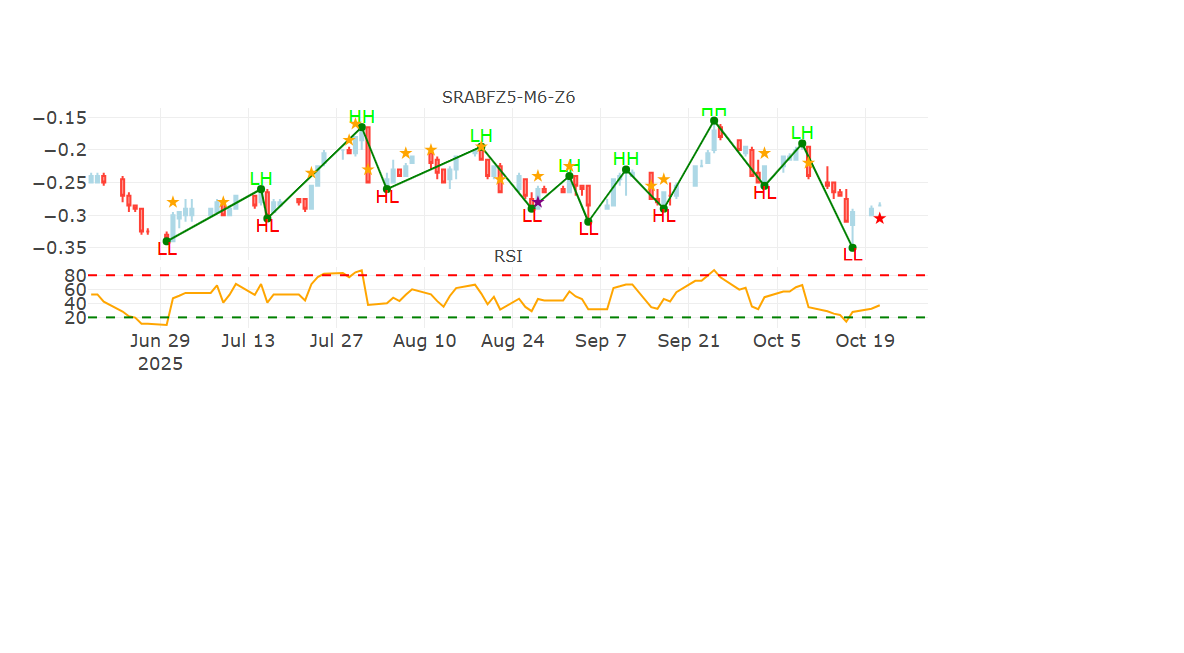 SRABFZ5-M6-Z6
−0.15
−0.2
−0.25
−0.3
−0.35
LL
LH
HL
HH
HL
LH
LL
LH
LL
HH
HL
HH
HL
LH
LL
RSI
80
60
40
20
Jun 29
2025
Jul 13
Jul 27
Aug 10
Aug 24
Sep 7
Sep 21
Oct 5
Oct 19